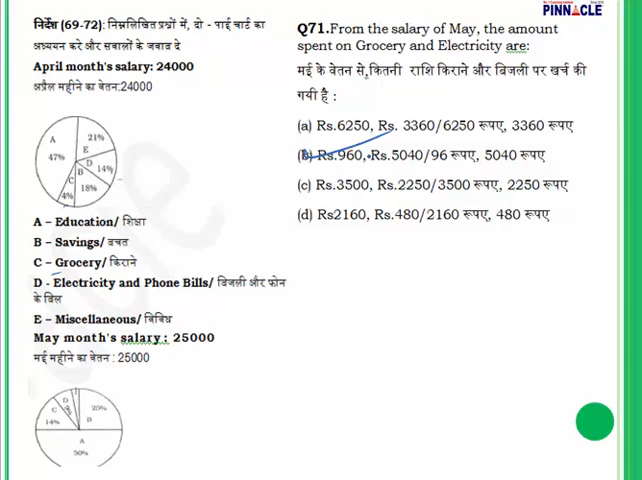 PINNACLE
निर्देश (69-72): निम्नलिखित प्रश्नों में, दो - पाई चार्ट का
अध्ययन करे और सवालों के जवाब दे
April month's salary: 24000
अप्रैल महीने का वेतन:24000
A
21%
E
47%
D
14%
B
C
18%
4%
A – Education/ शिक्षा
B – Savings/ बचत
C – Grocery/ किराने
D - Electricity and Phone Bills/ बिजली और फोन
के बिल
E – Miscellaneous/ विविध
May month's salary: 25000
मई महीने का वेतन : 25000
D
C
20%
14%
B
A
50%
Q71.From the salary of May, the amount
spent on Grocery and Electricity are:
मई के वेतन से,कितनी राशि किराने और बिजली पर खर्च की
गयी है :
(a) Rs.6250, Rs. 3360/6250 रूपए, 3360 रूपए
(b) Rs.960, Rs.5040/96 रूपए, 5040 रूपए
(c) Rs.3500, Rs.2250/3500 रूपए, 2250 रूपए
(d) Rs2160, Rs.480/2160 रूपए, 480 रूपए